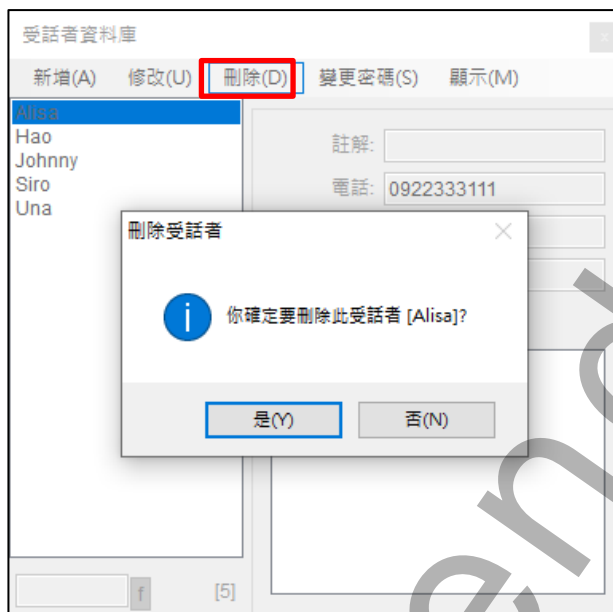 受話者資料庫
x
新增(A) 修改(U) 刪除(D) 變更密碼(S) 顯示(M)
Alisa
Hao
Johnny
Siro
Una
註解:
電話: 0922333111
刪除受話者
你確定要刪除此受話者 [Alisa]?
是(Y) 否(N)
f [5]